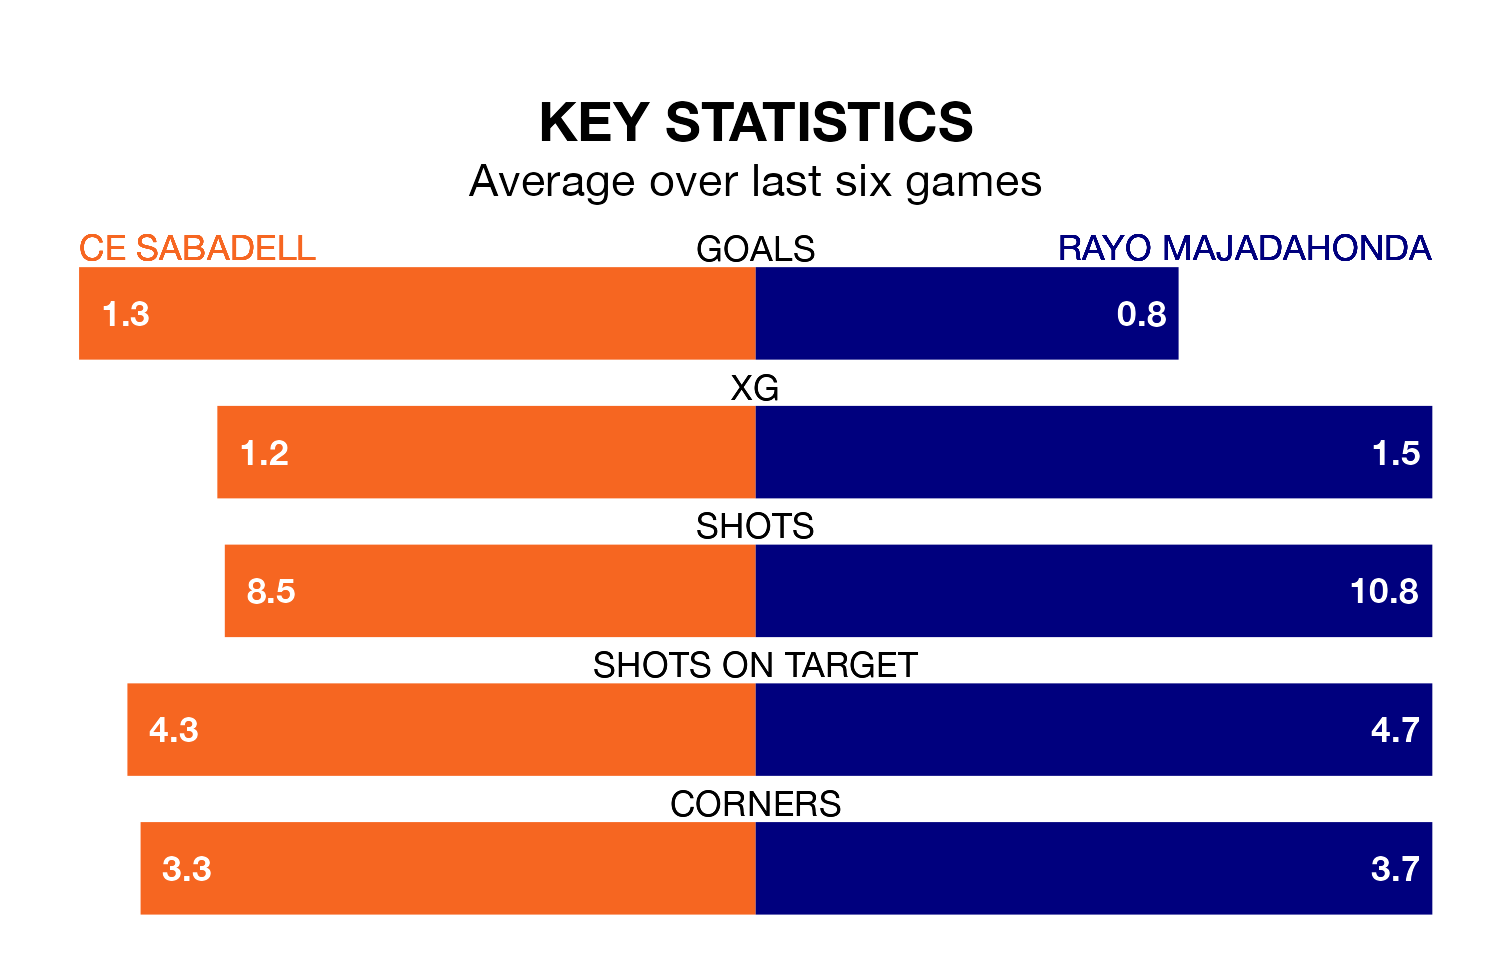 KEY STATISTICS
Average over last six games
CE SABADELL GOALS RAYO MAJADAHONDA
1.3 0.8
XG
1.2 1.5
SHOTS
8.5 10.8
SHOTS ON TARGET
4.3 4.7
CORNERS
3.3 3.7